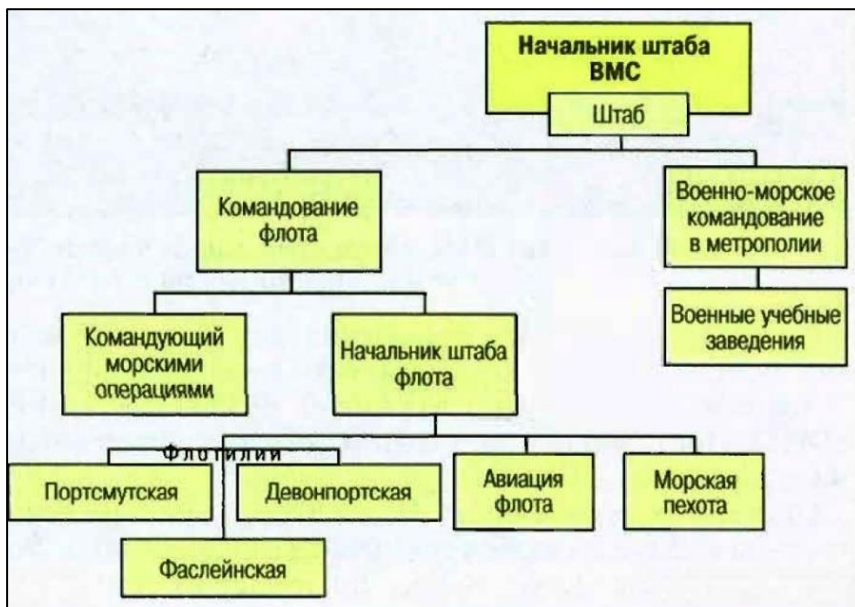 Начальник штаба
ВМС
Штаб
Командование
флота
Военно-морское
командование
в метрополии
Военные учебные
заведения
Командующий
морскими
операциями
Начальник штаба
флота
Флотилии
Портсмутская
Девонпортская
Авиация
флота
Морская
пехота
Фаслейнская